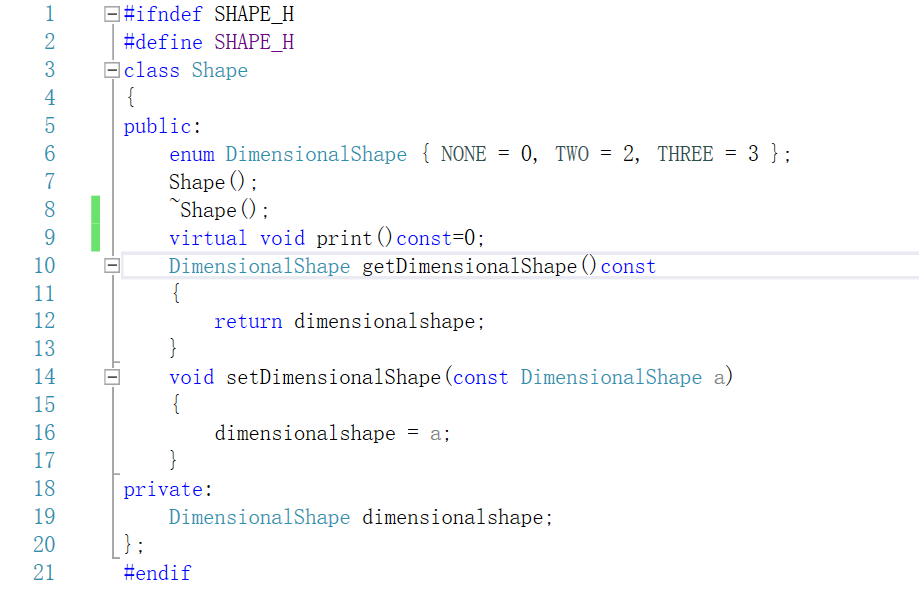 1 #ifndef SHAPE_H
2 #define SHAPE_H
3 class Shape
4 {
5 public:
6     enum DimensionalShape { NONE = 0, TWO = 2, THREE = 3 };
7     Shape();
8     ~Shape();
9     virtual void print()const=0;
10     DimensionalShape getDimensionalShape()const
11     {
12         return dimensionalshape;
13     }
14     void setDimensionalShape(const DimensionalShape a)
15     {
16         dimensionalshape = a;
17     }
18 private:
19     DimensionalShape dimensionalshape;
20 };
21 #endif